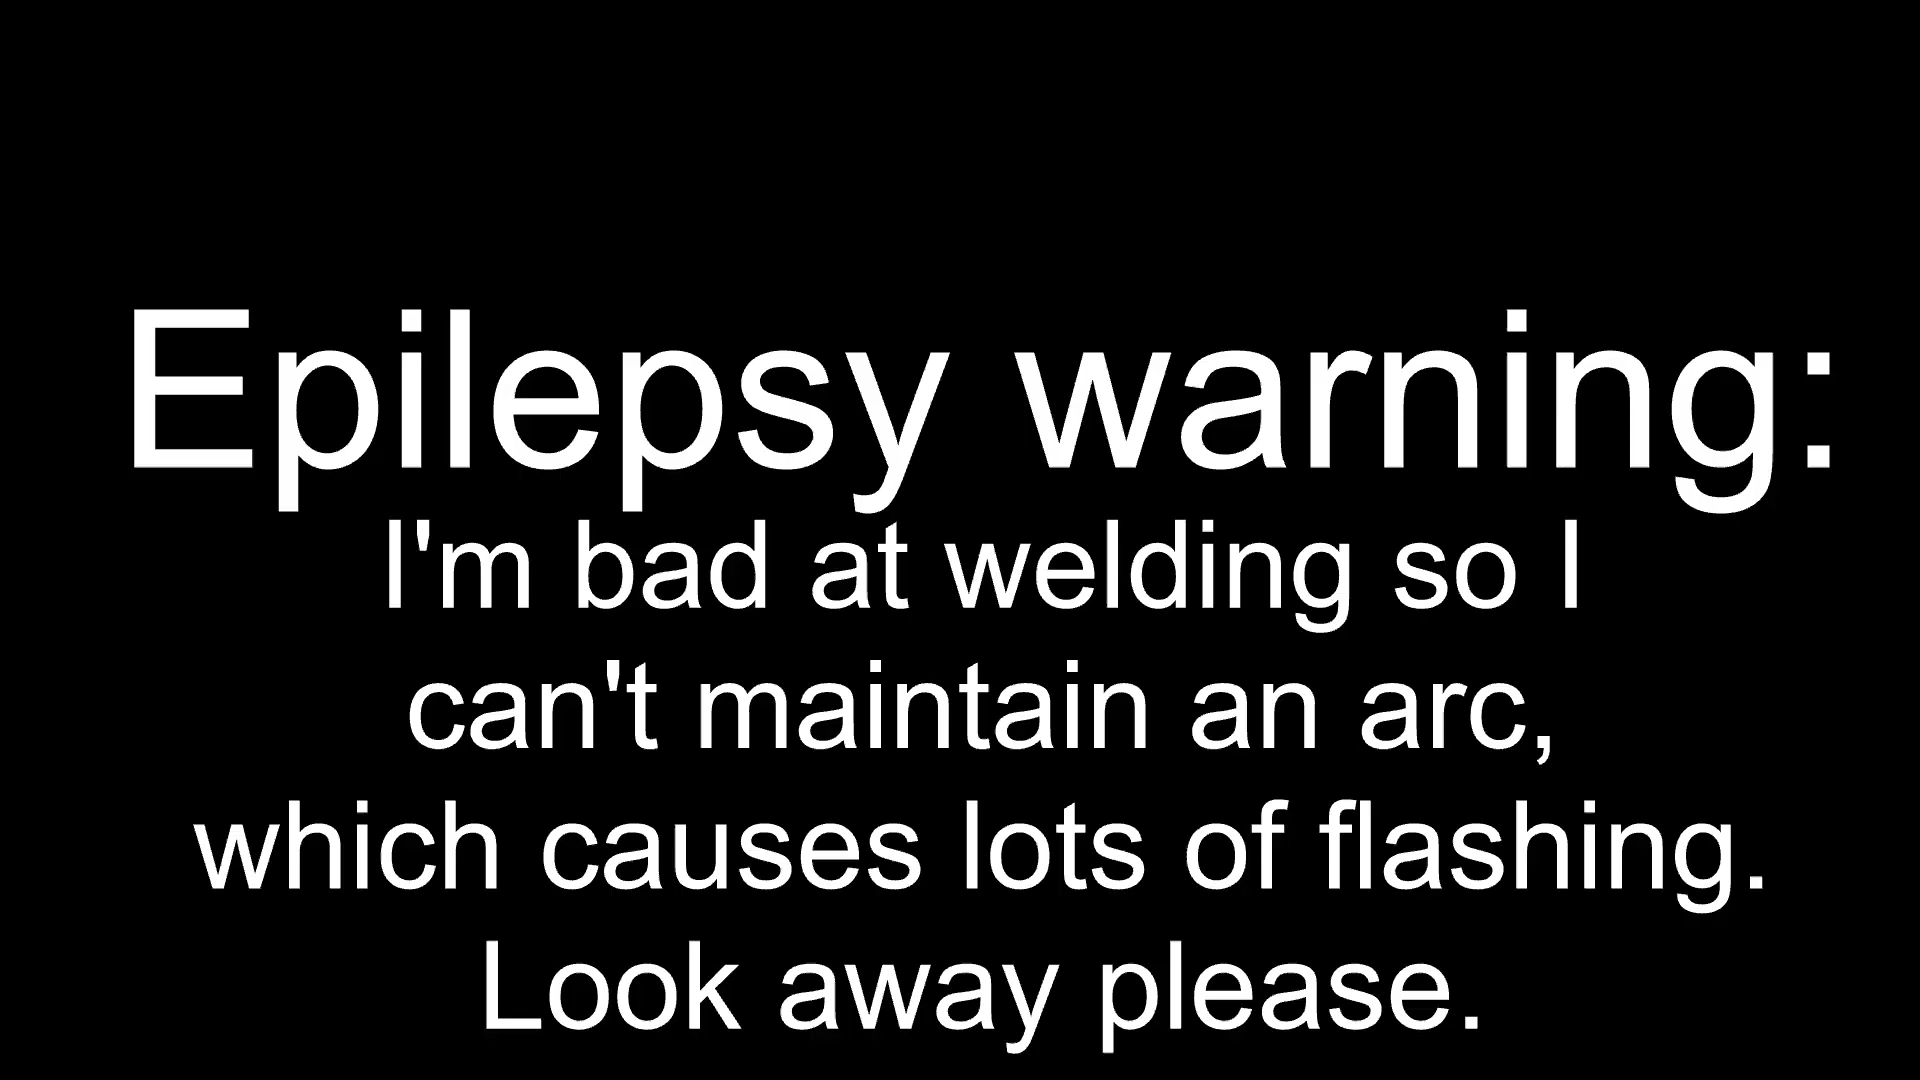 Epilepsy warning:
I'm bad at welding so I
can't maintain an arc,
which causes lots of flashing.
Look away please.